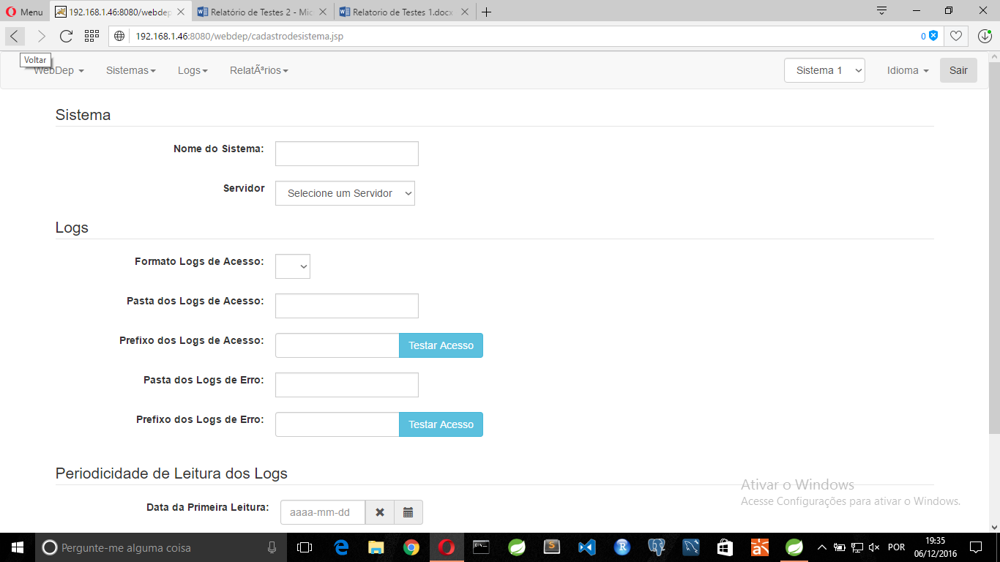 Menu
192.168.1.46:8080/webdep
Relatório de Testes 2 - Mic
Relatorio de Testes 1.docx
192.168.1.46:8080/webdep/cadastrodesistema.jsp
0
Voltar
WebDep
Sistemas
Logs
RelatÃ³rios
Sistema 1
Idioma
Sair
Sistema
Nome do Sistema:
Servidor
Selecione um Servidor
Logs
Formato Logs de Acesso:
Pasta dos Logs de Acesso:
Prefixo dos Logs de Acesso:
Testar Acesso
Pasta dos Logs de Erro:
Prefixo dos Logs de Erro:
Testar Acesso
Periodicidade de Leitura dos Logs
Data da Primeira Leitura:
aaaa-mm-dd
Ativar o Windows
Acesse Configurações para ativar o Windows.
Pergunte-me alguma coisa
POR
19:35
06/12/2016